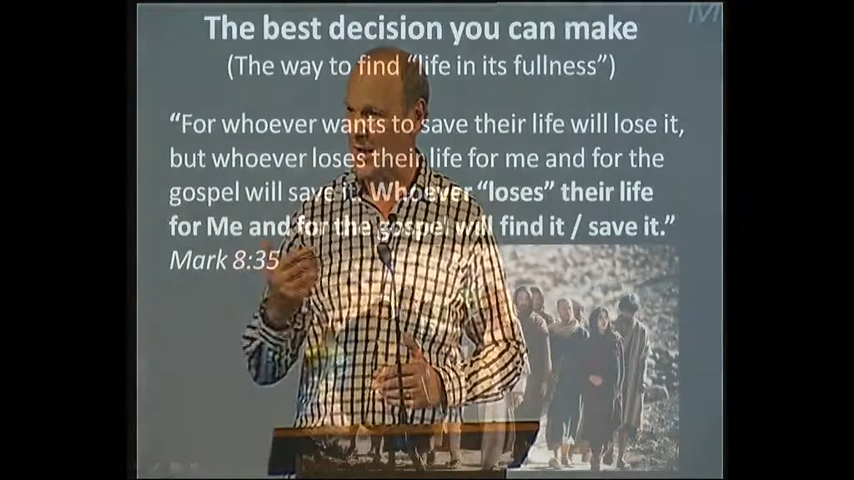 The best decision you can make
(The way to find “life in its fullness”)
“For whoever wants to save their life will lose it,
but whoever loses their life for me and for the
gospel will save it. Whoever “loses” their life
for Me and for the gospel will find it / save it.”
Mark 8:35
M